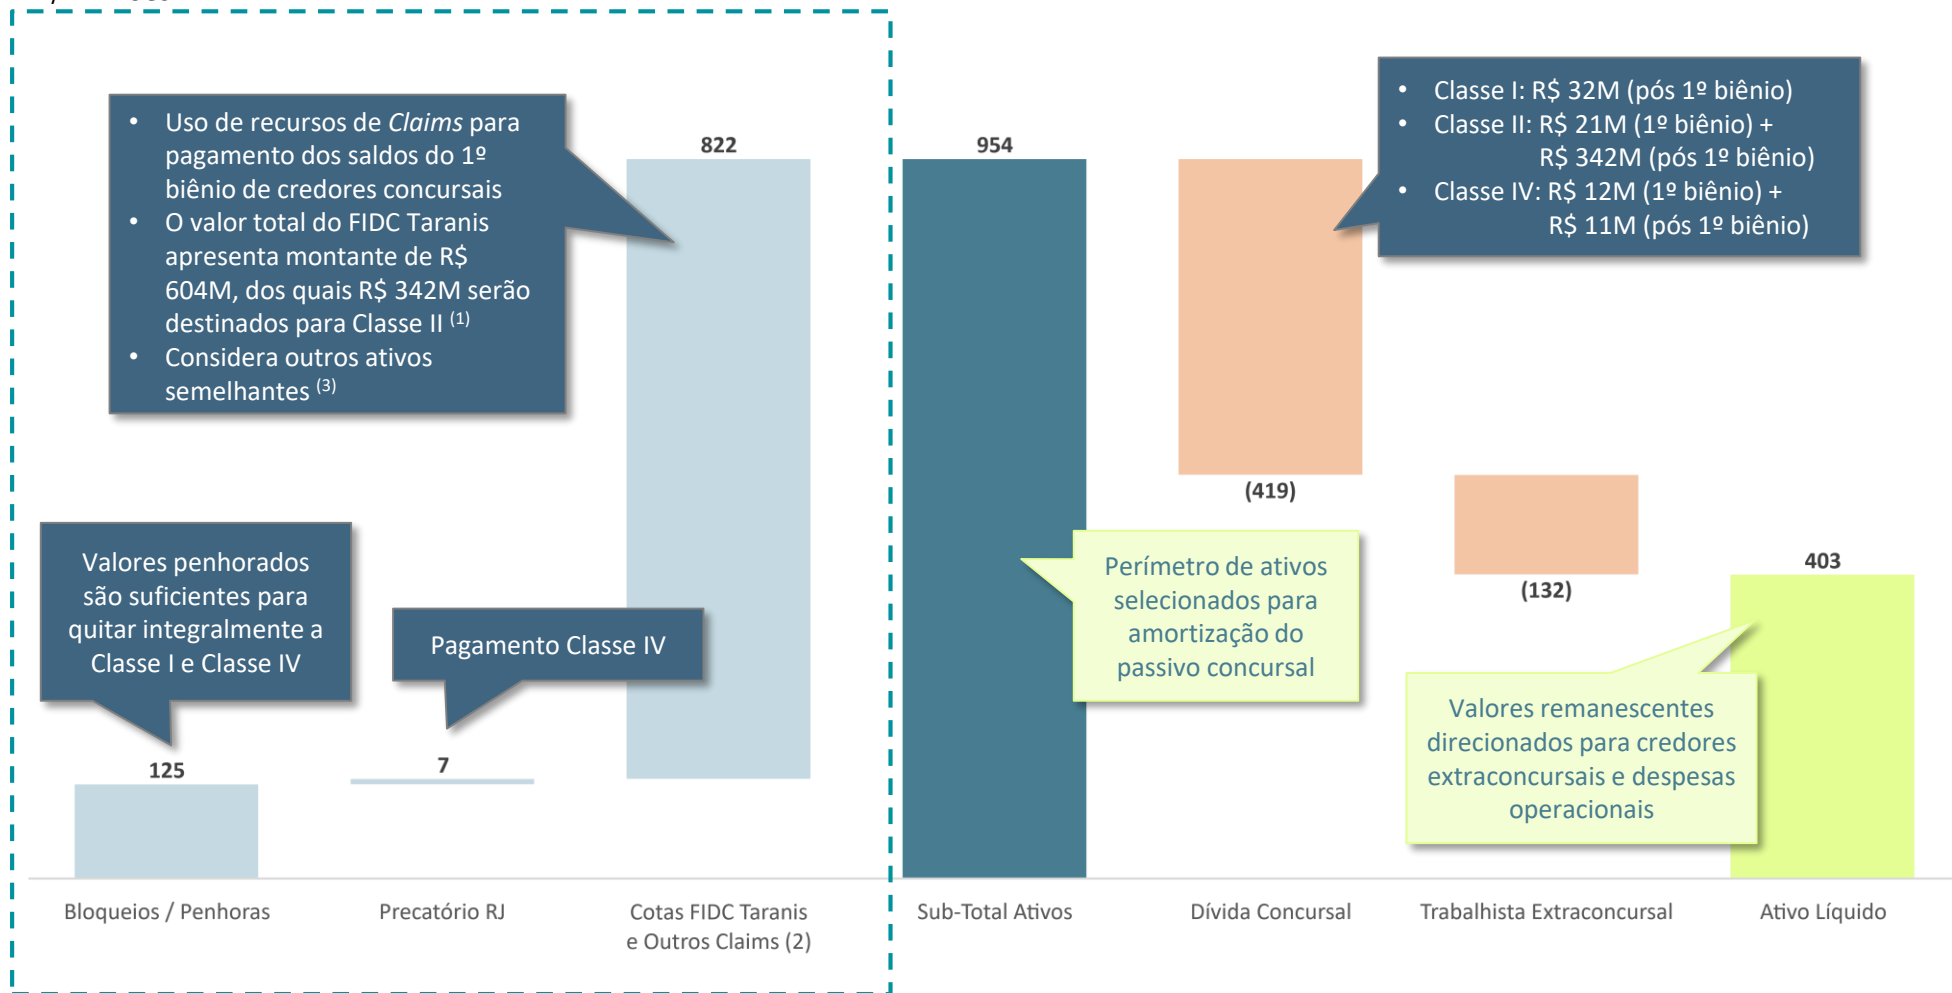 • Uso de recursos de Claims para
pagamento dos saldos do 1º
biênio de credores concursais
• O valor total do FIDC Taranis
apresenta montante de R$
604M, dos quais R$ 342M serão
destinados para Classe II (1)
• Considera outros ativos
semelhantes (3)
822
954
• Classe I: R$ 32M (pós 1º biênio)
• Classe II: R$ 21M (1º biênio) +
R$ 342M (pós 1º biênio)
• Classe IV: R$ 12M (1º biênio) +
R$ 11M (pós 1º biênio)
(419)
Valores penhorados
são suficientes para
quitar integralmente a
Classe I e Classe IV
Pagamento Classe IV
Perímetro de ativos
selecionados para
amortização do
passivo concursal
(132)
403
Valores remanescentes
direcionados para credores
extraconcursais e despesas
operacionais
125
7
Bloqueios / Penhoras
Precatório RJ
Cotas FIDC Taranis
e Outros Claims (2)
Sub-Total Ativos
Dívida Concursal
Trabalhista Extraconcursal
Ativo Líquido